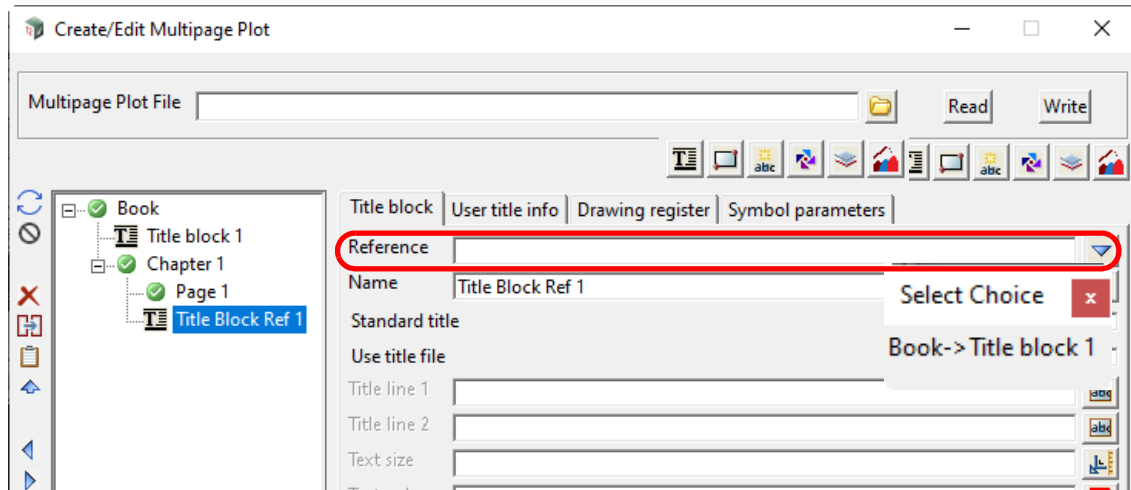 Create/Edit Multipage Plot
Multipage Plot File
Read
Write
Book
Title block 1
Chapter 1
Page 1
Title Block Ref 1
Title block
User title info
Drawing register
Symbol parameters
Reference
Name
Title Block Ref 1
Select Choice
x
Book->Title block 1
Standard title
Use title file
Title line 1
Title line 2
Text size